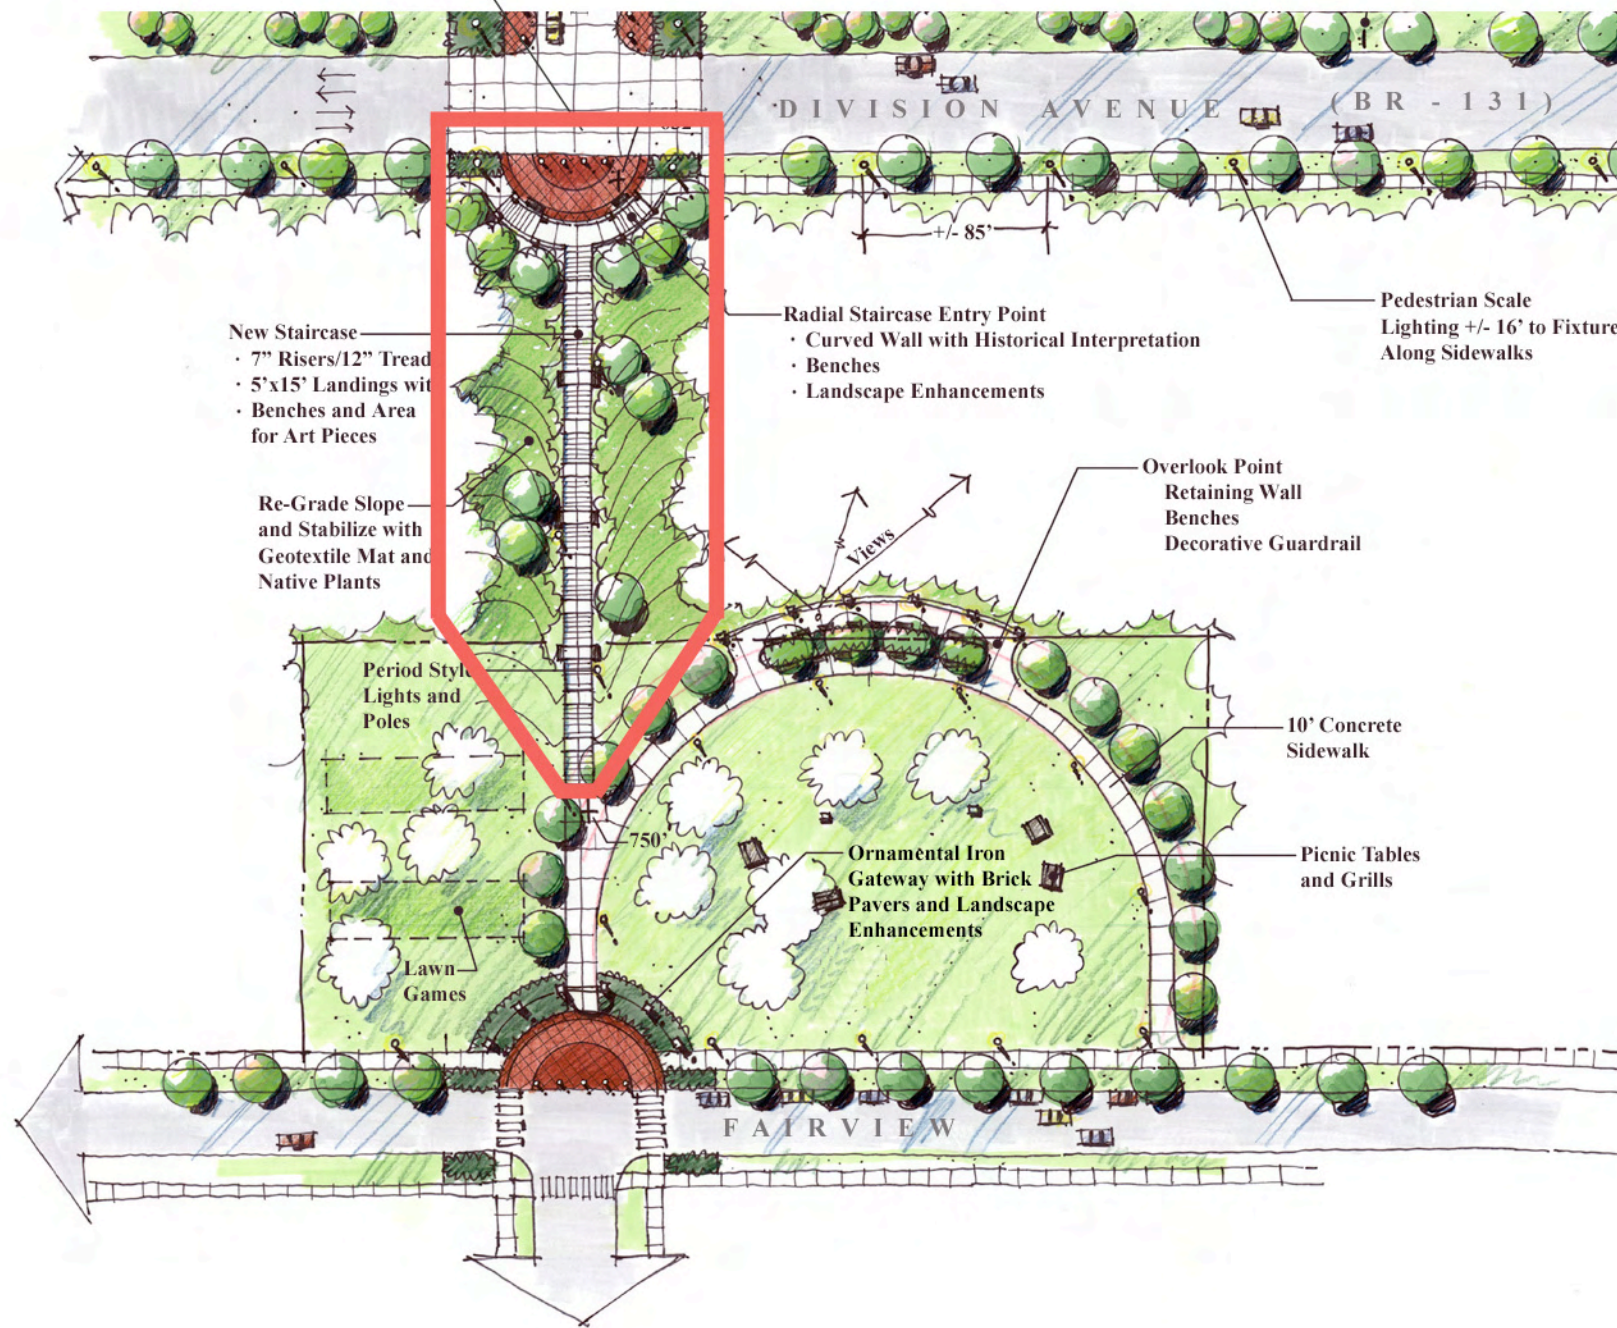 DIVISION AVENUE (BR - 131)
+/- 85'
New Staircase
· 7” Risers/12” Tread
· 5’x15’ Landings wit
· Benches and Area
for Art Pieces
Radial Staircase Entry Point
· Curved Wall with Historical Interpretation
· Benches
· Landscape Enhancements
Pedestrian Scale
Lighting +/- 16’ to Fixture
Along Sidewalks
Re-Grade Slope
and Stabilize with
Geotextile Mat and
Native Plants
Views
Overlook Point
Retaining Wall
Benches
Decorative Guardrail
Period Style
Lights and
Poles
10’ Concrete
Sidewalk
750'
Ornamental Iron
Gateway with Brick
Pavers and Landscape
Enhancements
Picnic Tables
and Grills
Lawn
Games
FAIRVIEW